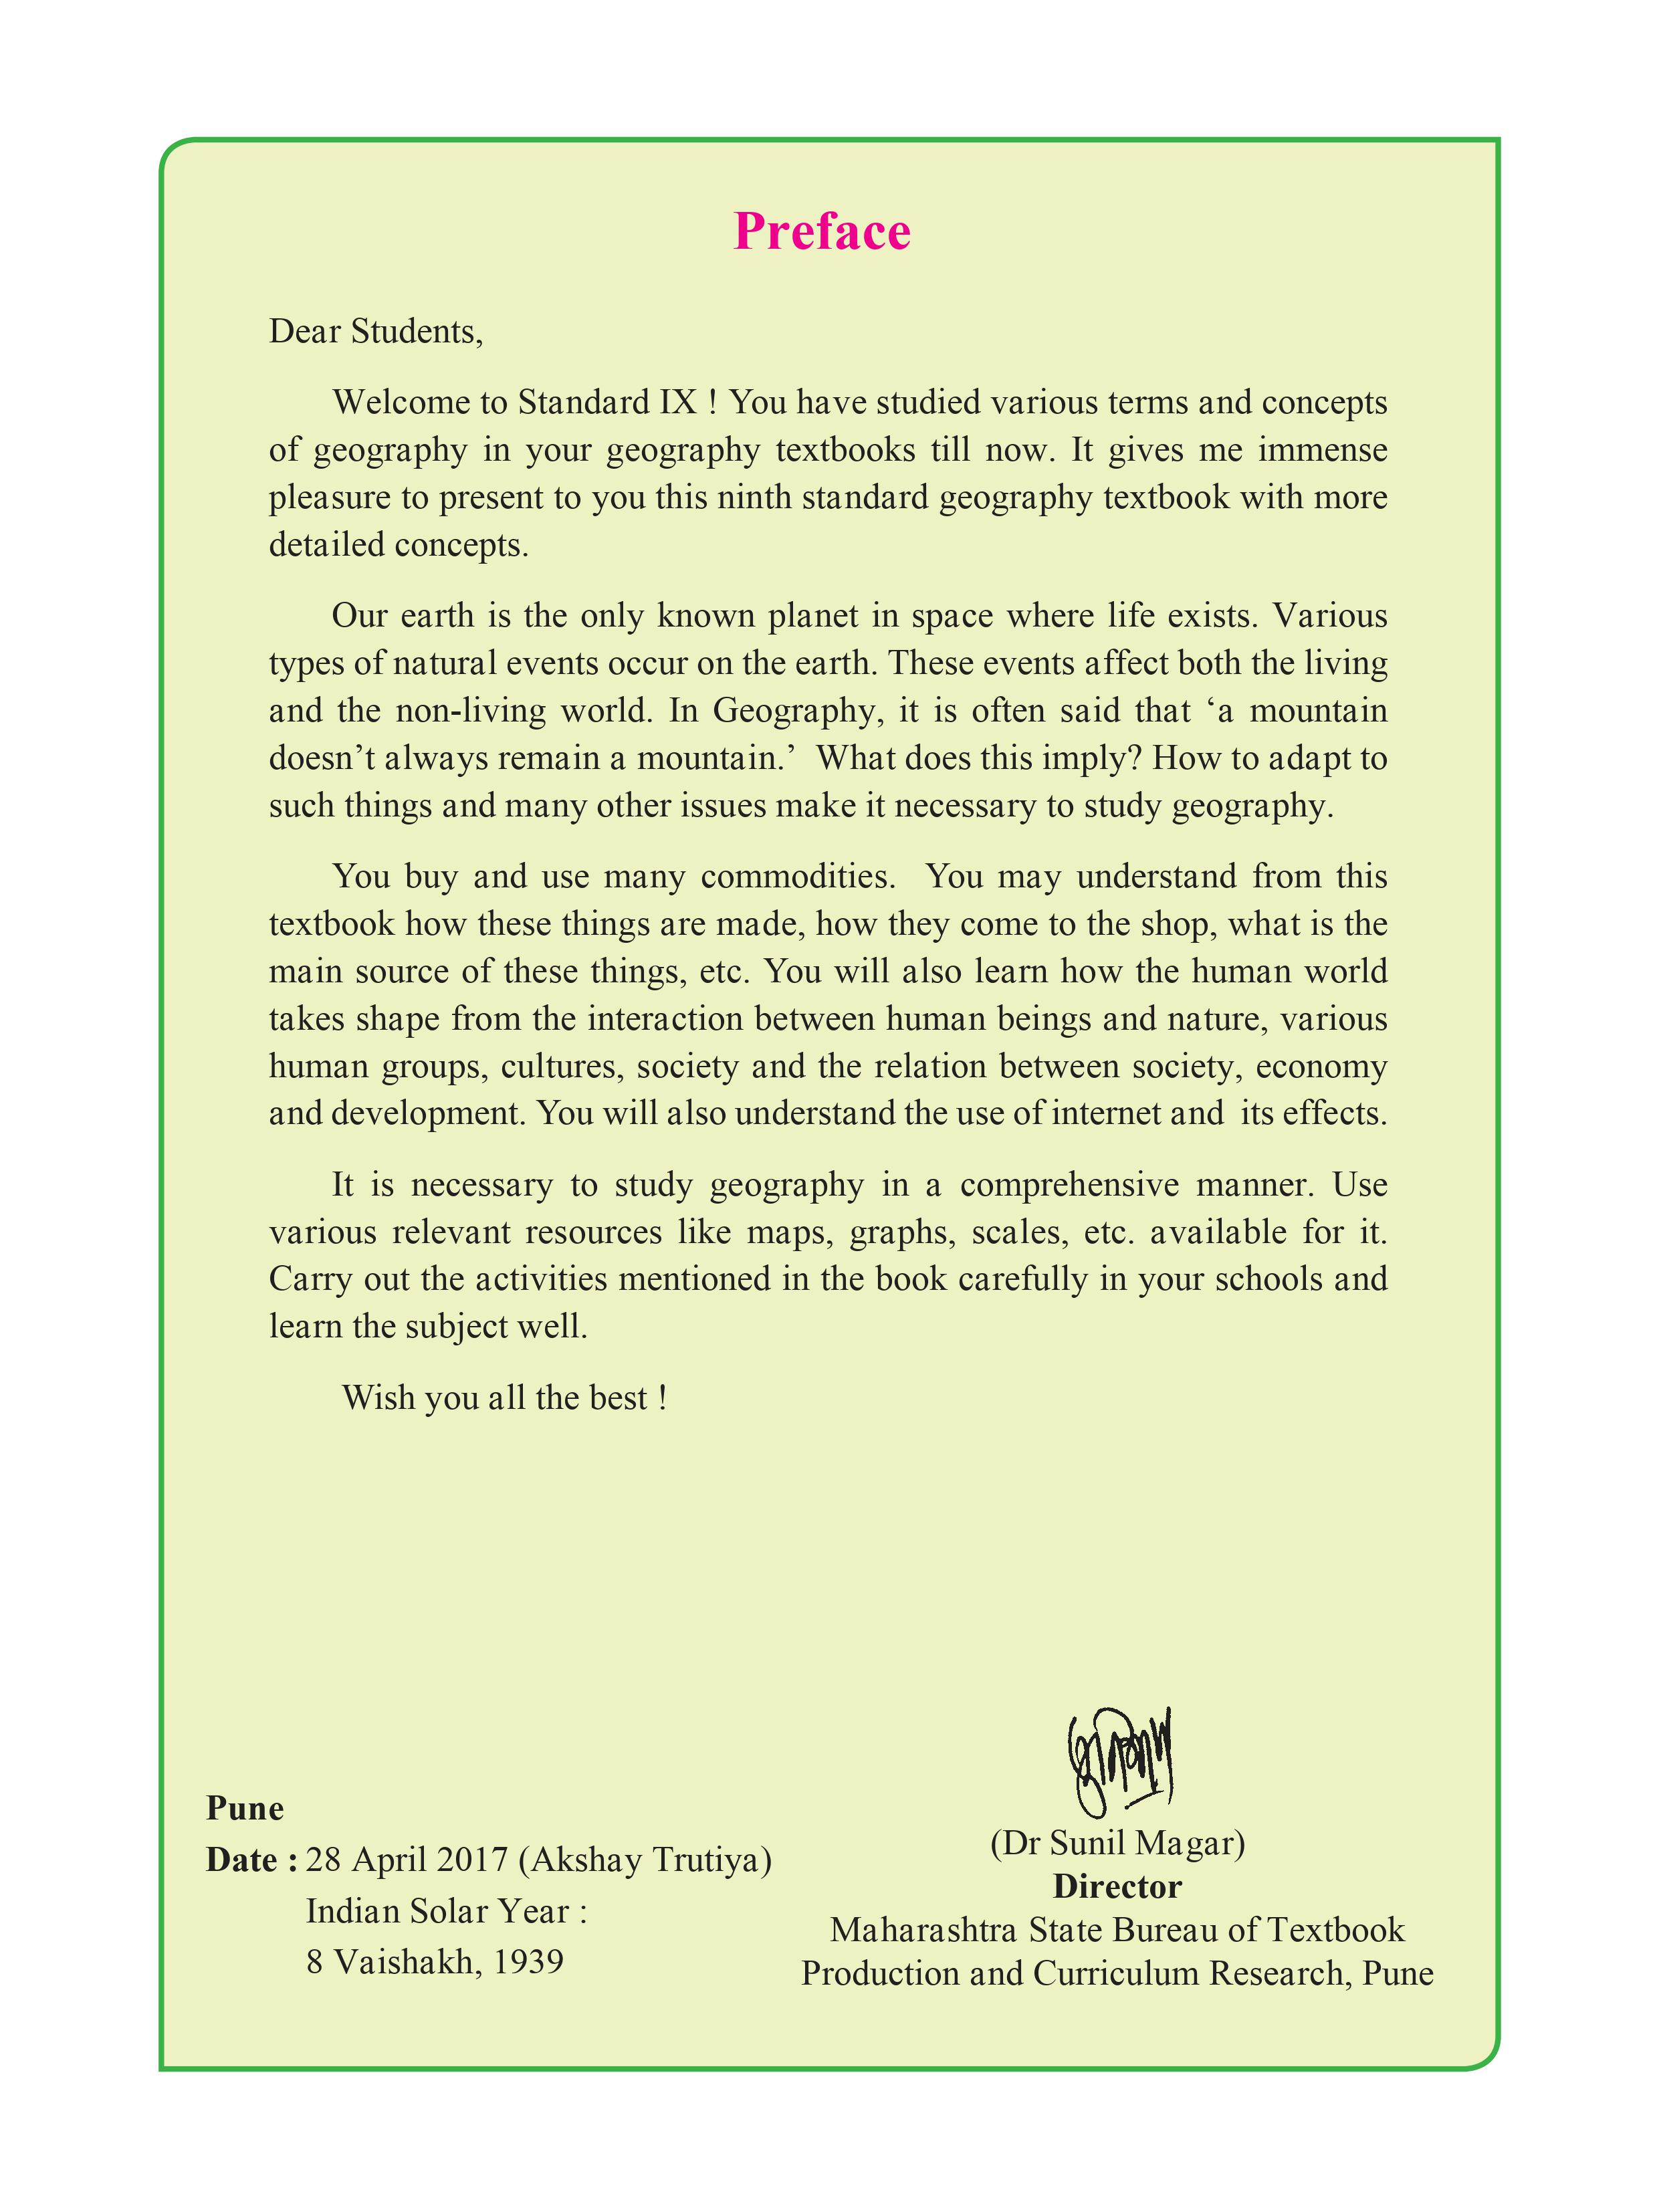 Preface
Dear Students,
Welcome to Standard IX ! You have studied various terms and concepts
of geography in your geography textbooks till now. It gives me immense
pleasure to present to you this ninth standard geography textbook with more
detailed concepts.
Our earth is the only known planet in space where life exists. Various
types of natural events occur on the earth. These events affect both the living
and the non-living world. In Geography, it is often said that ‘a mountain
doesn’t always remain a mountain.’ What does this imply? How to adapt to
such things and many other issues make it necessary to study geography.
You buy and use many commodities. You may understand from this
textbook how these things are made, how they come to the shop, what is the
main source of these things, etc. You will also learn how the human world
takes shape from the interaction between human beings and nature, various
human groups, cultures, society and the relation between society, economy
and development. You will also understand the use of internet and its effects.
It is necessary to study geography in a comprehensive manner. Use
various relevant resources like maps, graphs, scales, etc. available for it.
Carry out the activities mentioned in the book carefully in your schools and
learn the subject well.
Wish you all the best !
Pune
Date : 28 April 2017 (Akshay Trutiya)
Indian Solar Year :
8 Vaishakh, 1939
(Dr Sunil Magar)
Director
Maharashtra State Bureau of Textbook
Production and Curriculum Research, Pune